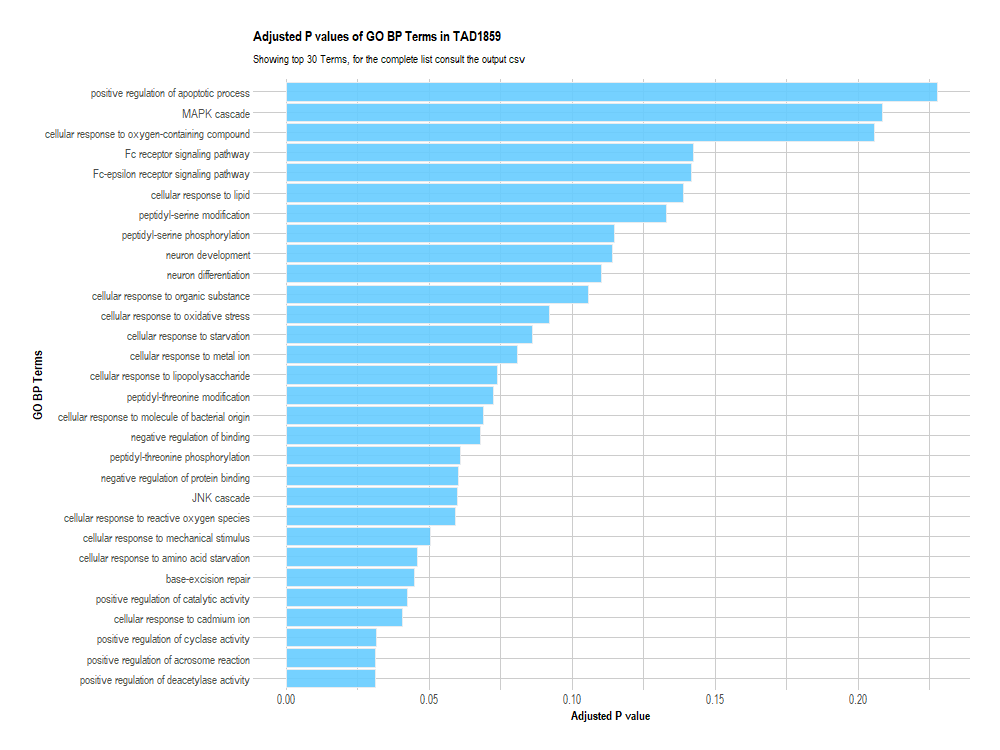 Adjusted P values of GO BP Terms in TAD1859
Showing top 30 Terms, for the complete list consult the output csv
GO BP Terms
positive regulation of apoptotic process
MAPK cascade
cellular response to oxygen-containing compound
Fc receptor signaling pathway
Fc-epsilon receptor signaling pathway
cellular response to lipid
peptidyl-serine modification
peptidyl-serine phosphorylation
neuron development
neuron differentiation
cellular response to organic substance
cellular response to oxidative stress
cellular response to starvation
cellular response to metal ion
cellular response to lipopolysaccharide
peptidyl-threonine modification
cellular response to molecule of bacterial origin
negative regulation of binding
peptidyl-threonine phosphorylation
negative regulation of protein binding
JNK cascade
cellular response to reactive oxygen species
cellular response to mechanical stimulus
cellular response to amino acid starvation
base-excision repair
positive regulation of catalytic activity
cellular response to cadmium ion
positive regulation of cyclase activity
positive regulation of acrosome reaction
positive regulation of deacetylase activity
0.00 0.05 0.10 0.15 0.20
Adjusted P value